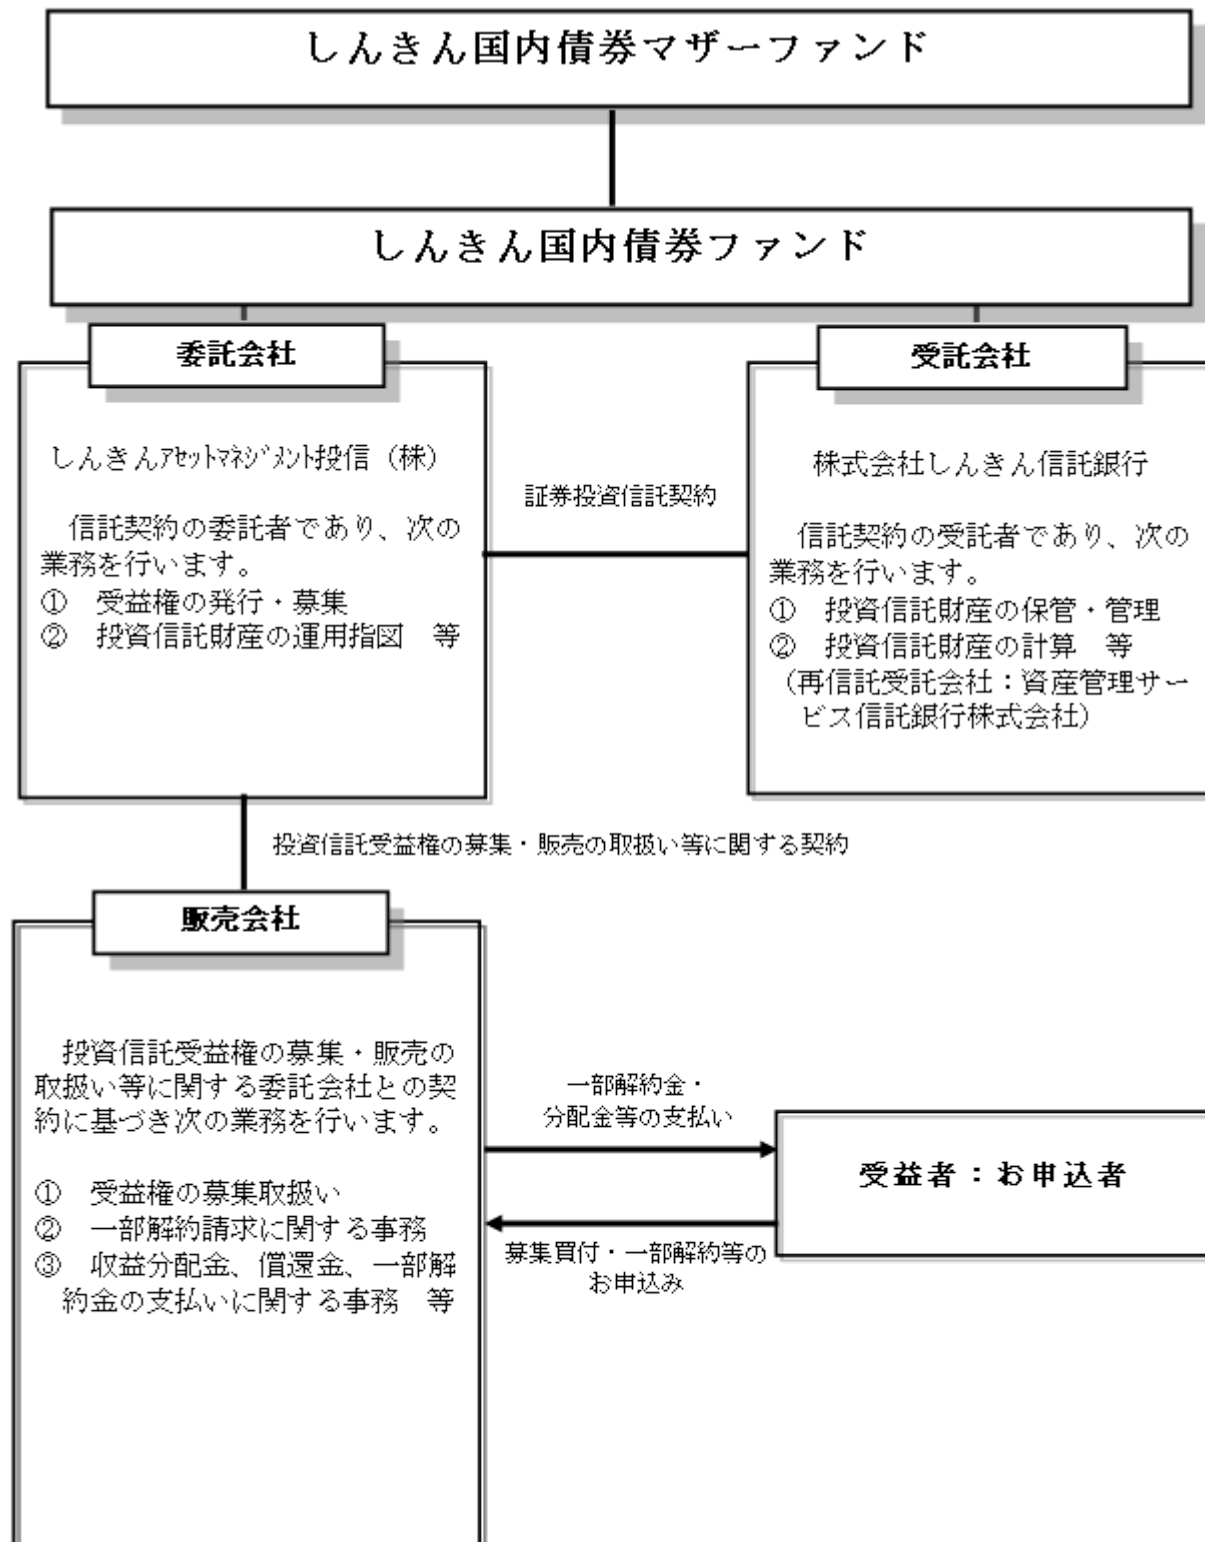 しんきん国内債券マザーファンド
しんきん国内債券ファンド
委託会社
しんきんｱｾｯﾄﾏﾈｼﾞﾒﾝﾄ投信（株）
信託契約の委託者であり、次の
業務を行います。
①　受益権の発行・募集
②　投資信託財産の運用指図　等
証券投資信託契約
受託会社
株式会社しんきん信託銀行
信託契約の受託者であり、次の
業務を行います。
①　投資信託財産の保管・管理
②　投資信託財産の計算　等
（再信託受託会社：資産管理サー
ビス信託銀行株式会社）
投資信託受益権の募集・販売の取扱い等に関する契約
販売会社
投資信託受益権の募集・販売の
取扱い等に関する委託会社との契
約に基づき次の業務を行います。
①　受益権の募集取扱い
②　一部解約請求に関する事務
③　収益分配金、償還金、一部解
約金の支払いに関する事務　等
一部解約金・
分配金等の支払い
募集買付・一部解約等の
お申込み
受益者：お申込者